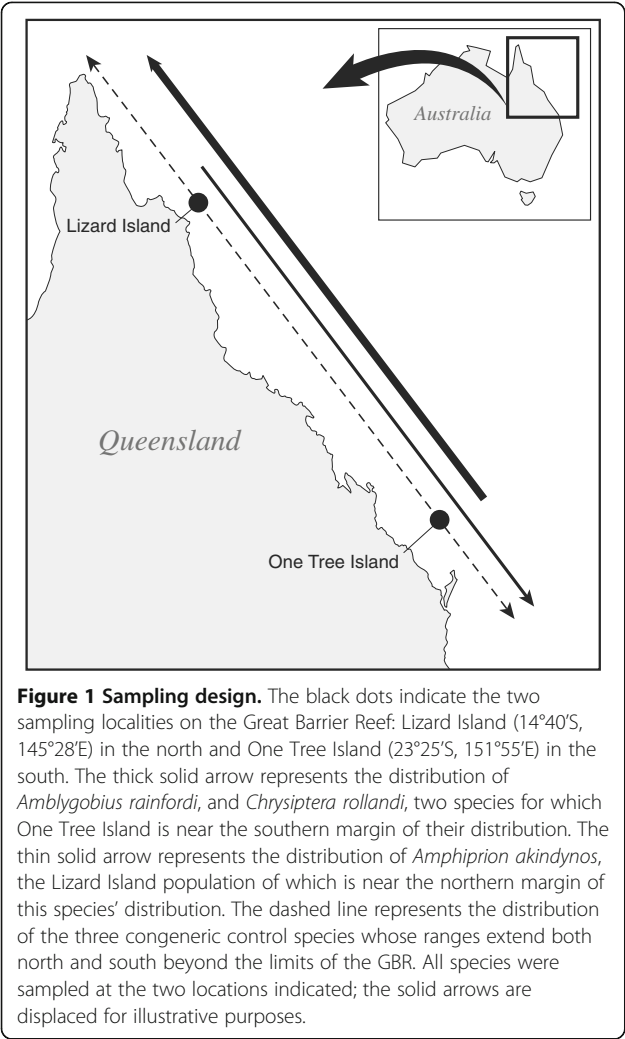 Australia
Lizard Island
Queensland
One Tree Island
Figure 1 Sampling design. The black dots indicate the two
sampling localities on the Great Barrier Reef: Lizard Island (14°40′S,
145°28′E) in the north and One Tree Island (23°25′S, 151°55′E) in the
south. The thick solid arrow represents the distribution of
Amblygobius rainfordi, and Chrysiptera rollandi, two species for which
One Tree Island is near the southern margin of their distribution. The
thin solid arrow represents the distribution of Amphiprion akindynos,
the Lizard Island population of which is near the northern margin of
this species’ distribution. The dashed line represents the distribution
of the three congeneric control species whose ranges extend both
north and south beyond the limits of the GBR. All species were
sampled at the two locations indicated; the solid arrows are
displaced for illustrative purposes.